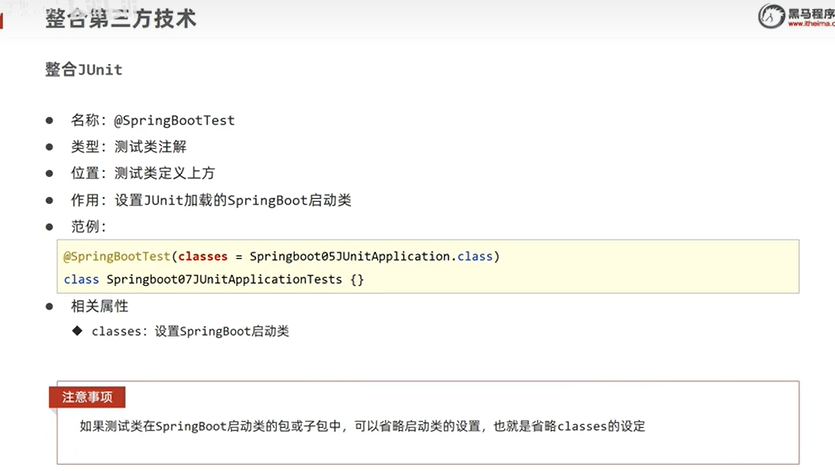 整合第三方技术
黑马程序
www.itheima.c
整合JUnit
● 名称：@SpringBootTest
● 类型：测试类注解
● 位置：测试类定义上方
● 作用：设置JUnit加载的SpringBoot启动类
● 范例：
@SpringBootTest(classes = Springboot05JUnitApplication.class)
class Springboot07JUnitApplicationTests {}
● 相关属性
◆ classes：设置SpringBoot启动类
注意事项
如果测试类在SpringBoot启动类的包或子包中，可以省略启动类的设置，也就是省略classes的设定